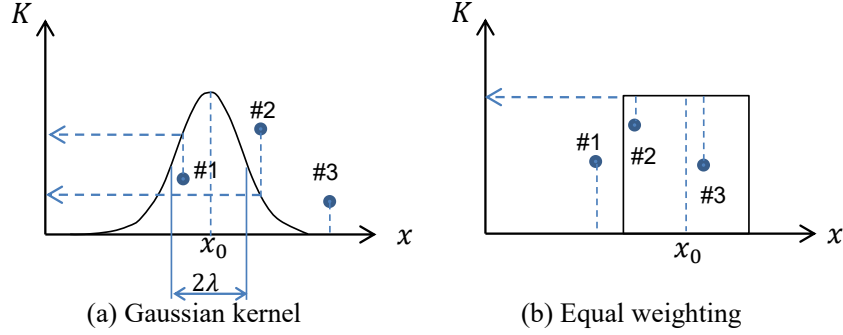 K
#2
#1
#3
x₀
x
2λ
(a) Gaussian kernel
K
#1
#2
#3
x₀
x
(b) Equal weighting